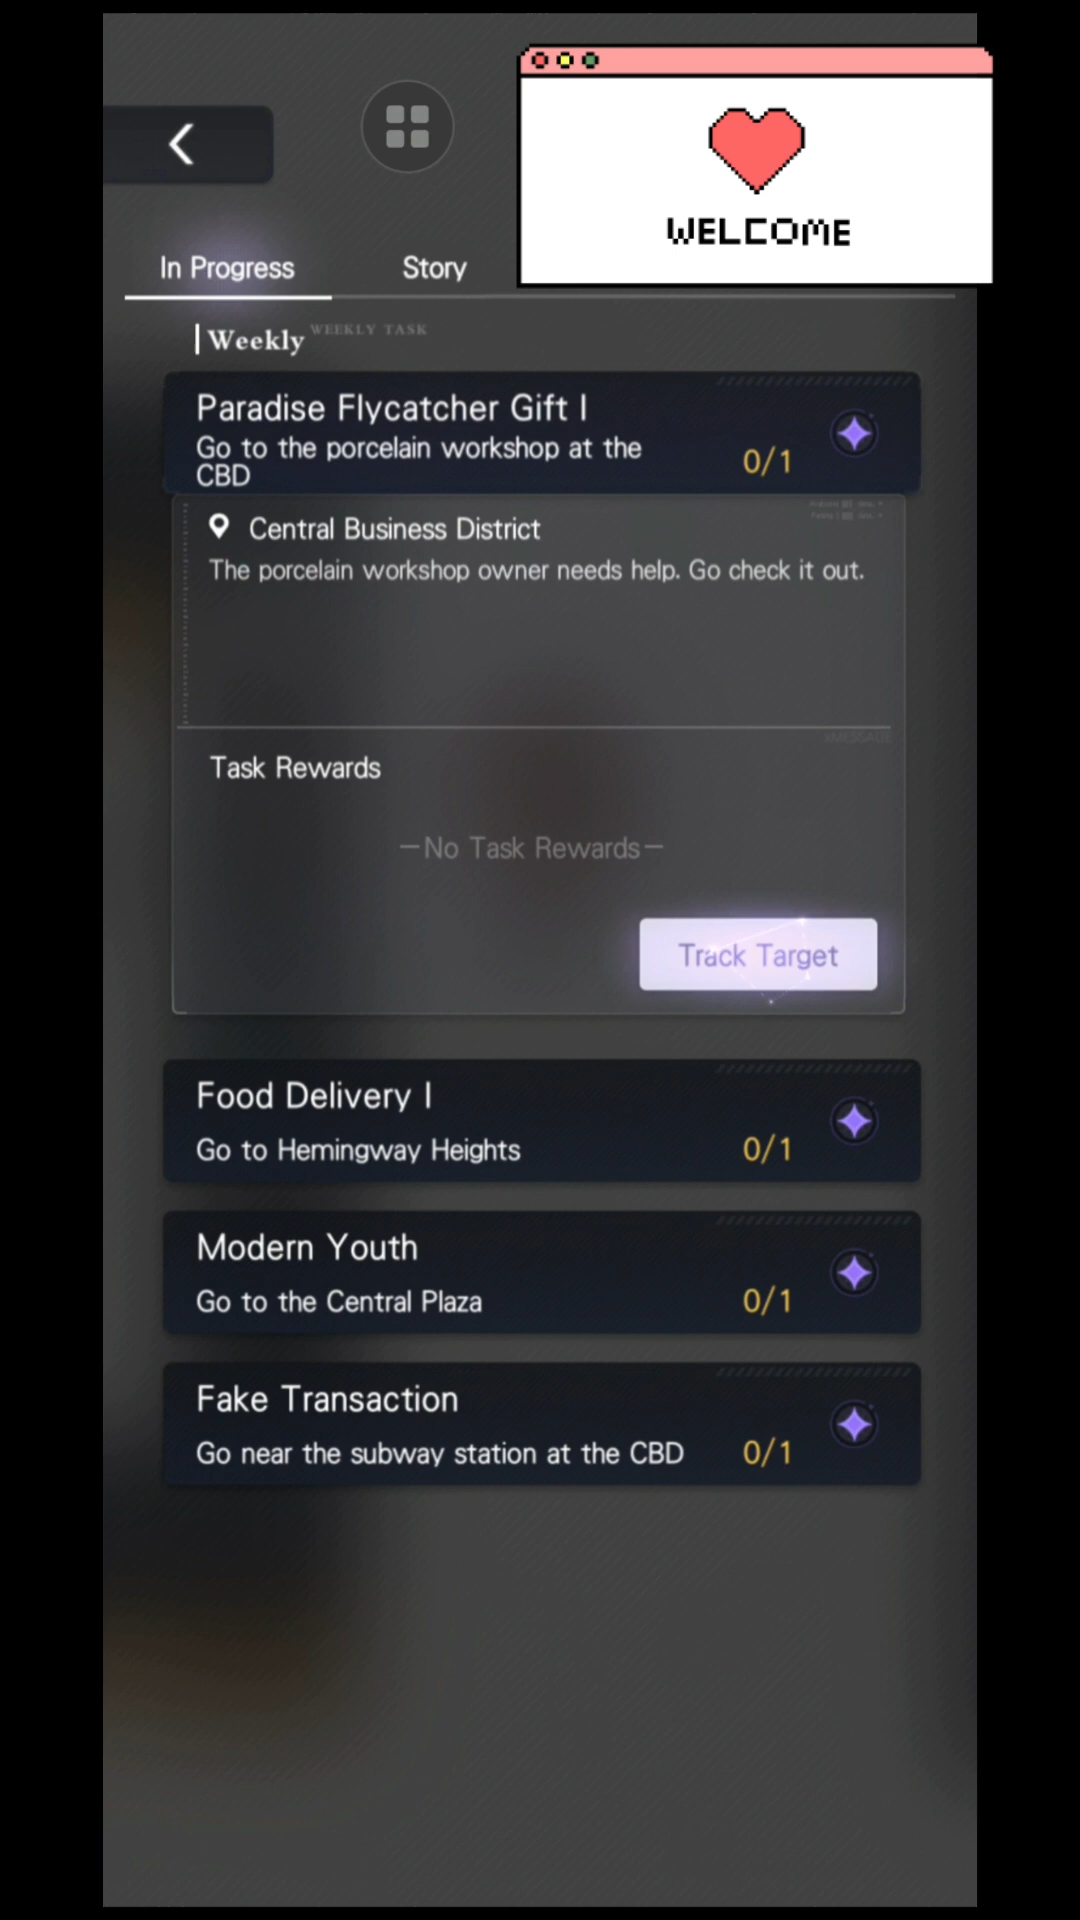 WELCOME
In Progress
Story
Weekly
WEEKLY TASK
Paradise Flycatcher Gift I
Go to the porcelain workshop at the
CBD
0/1
Central Business District
The porcelain workshop owner needs help. Go check it out.
Task Rewards
No Task Rewards
Track Target
Food Delivery I
Go to Hemingway Heights
0/1
Modern Youth
Go to the Central Plaza
0/1
Fake Transaction
Go near the subway station at the CBD
0/1